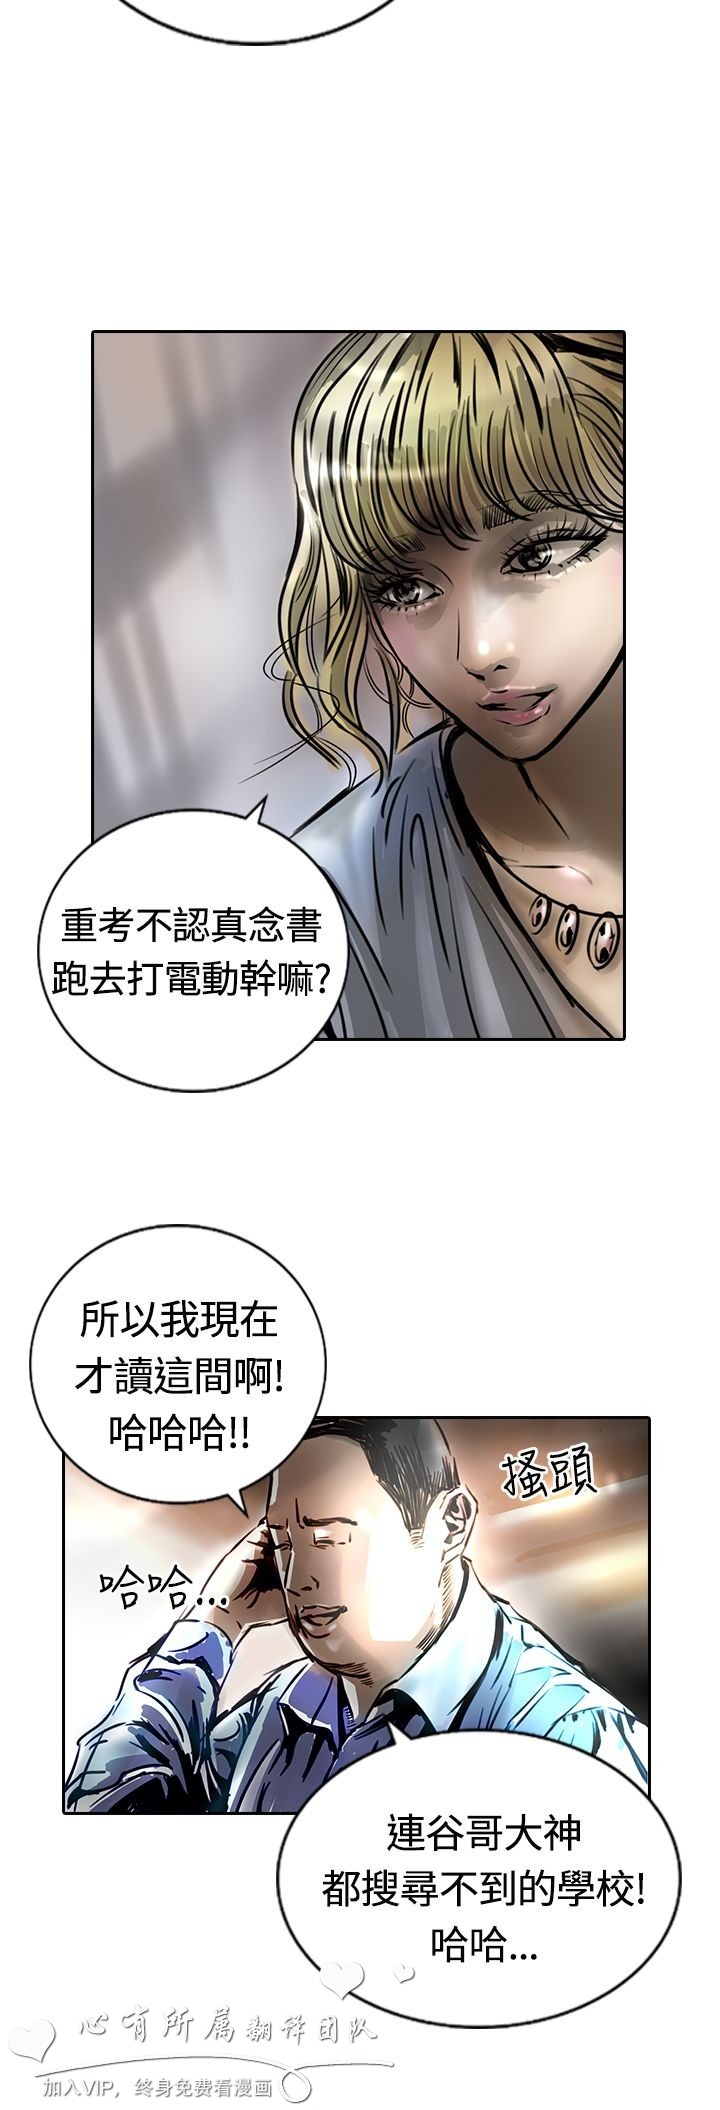 重考不認真念書
跑去打電動幹嘛?
所以我現在
才讀這間啊!
哈哈哈!!
搔頭
哈哈...
連谷哥大神
都搜尋不到的學校!
哈哈...
心有所属翻译团队
加入VIP，终身免费看漫画